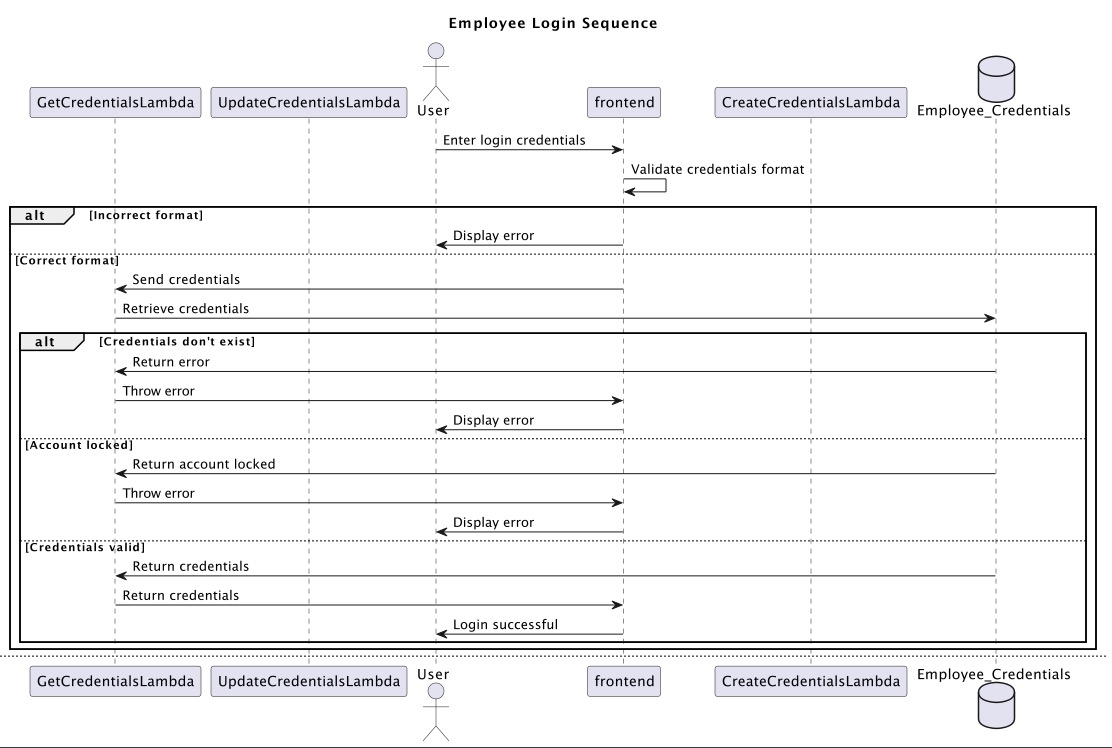 Employee Login Sequence
GetCredentialsLambda UpdateCredentialsLambda User frontend CreateCredentialsLambda Employee_Credentials
Enter login credentials
Validate credentials format
alt [Incorrect format]
Display error
[Correct format]
Send credentials
Retrieve credentials
alt [Credentials don't exist]
Return error
Throw error
Display error
[Account locked]
Return account locked
Throw error
Display error
[Credentials valid]
Return credentials
Return credentials
Login successful
GetCredentialsLambda UpdateCredentialsLambda User frontend CreateCredentialsLambda Employee_Credentials